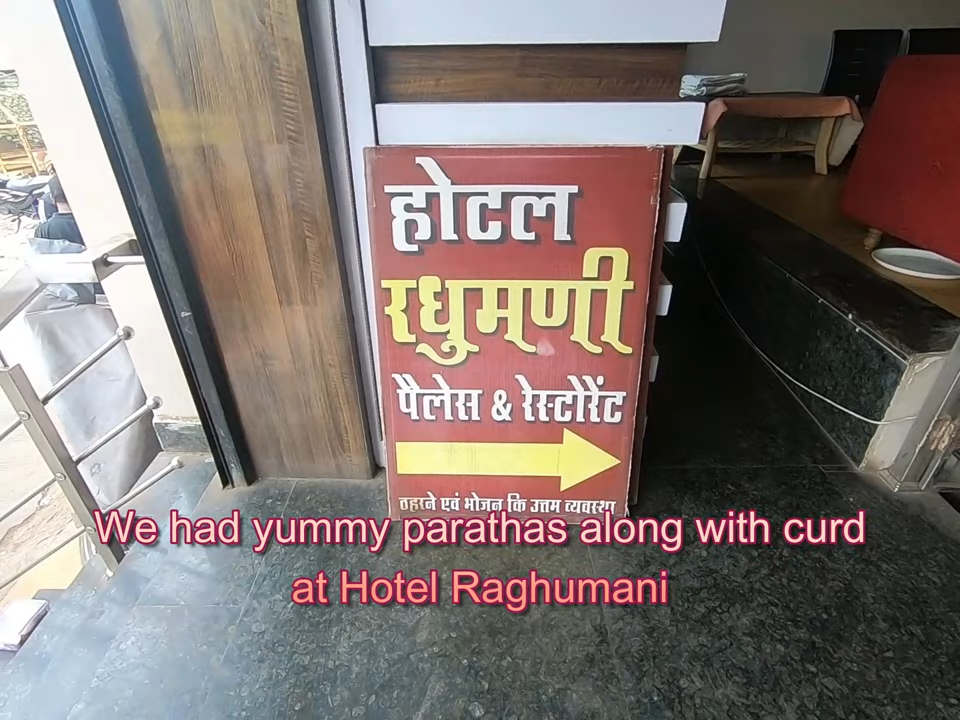 होटल
रघुमणी
पैलेस & रेस्टोरेंट
ठहरने एवं भोजन कि उत्तम व्यवस्था
We had yummy parathas along with curd
at Hotel Raghumani